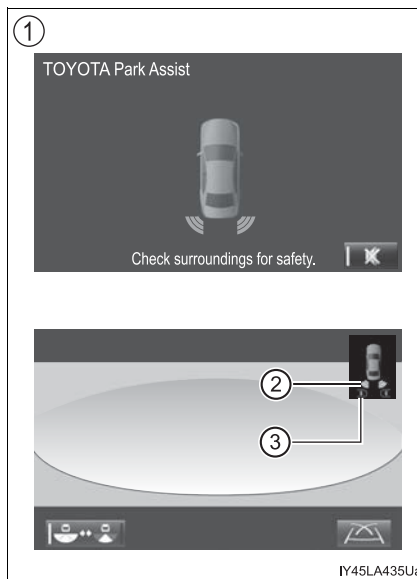 1
TOYOTA Park Assist
Check surroundings for safety.
2
3
IY45LA435Ua